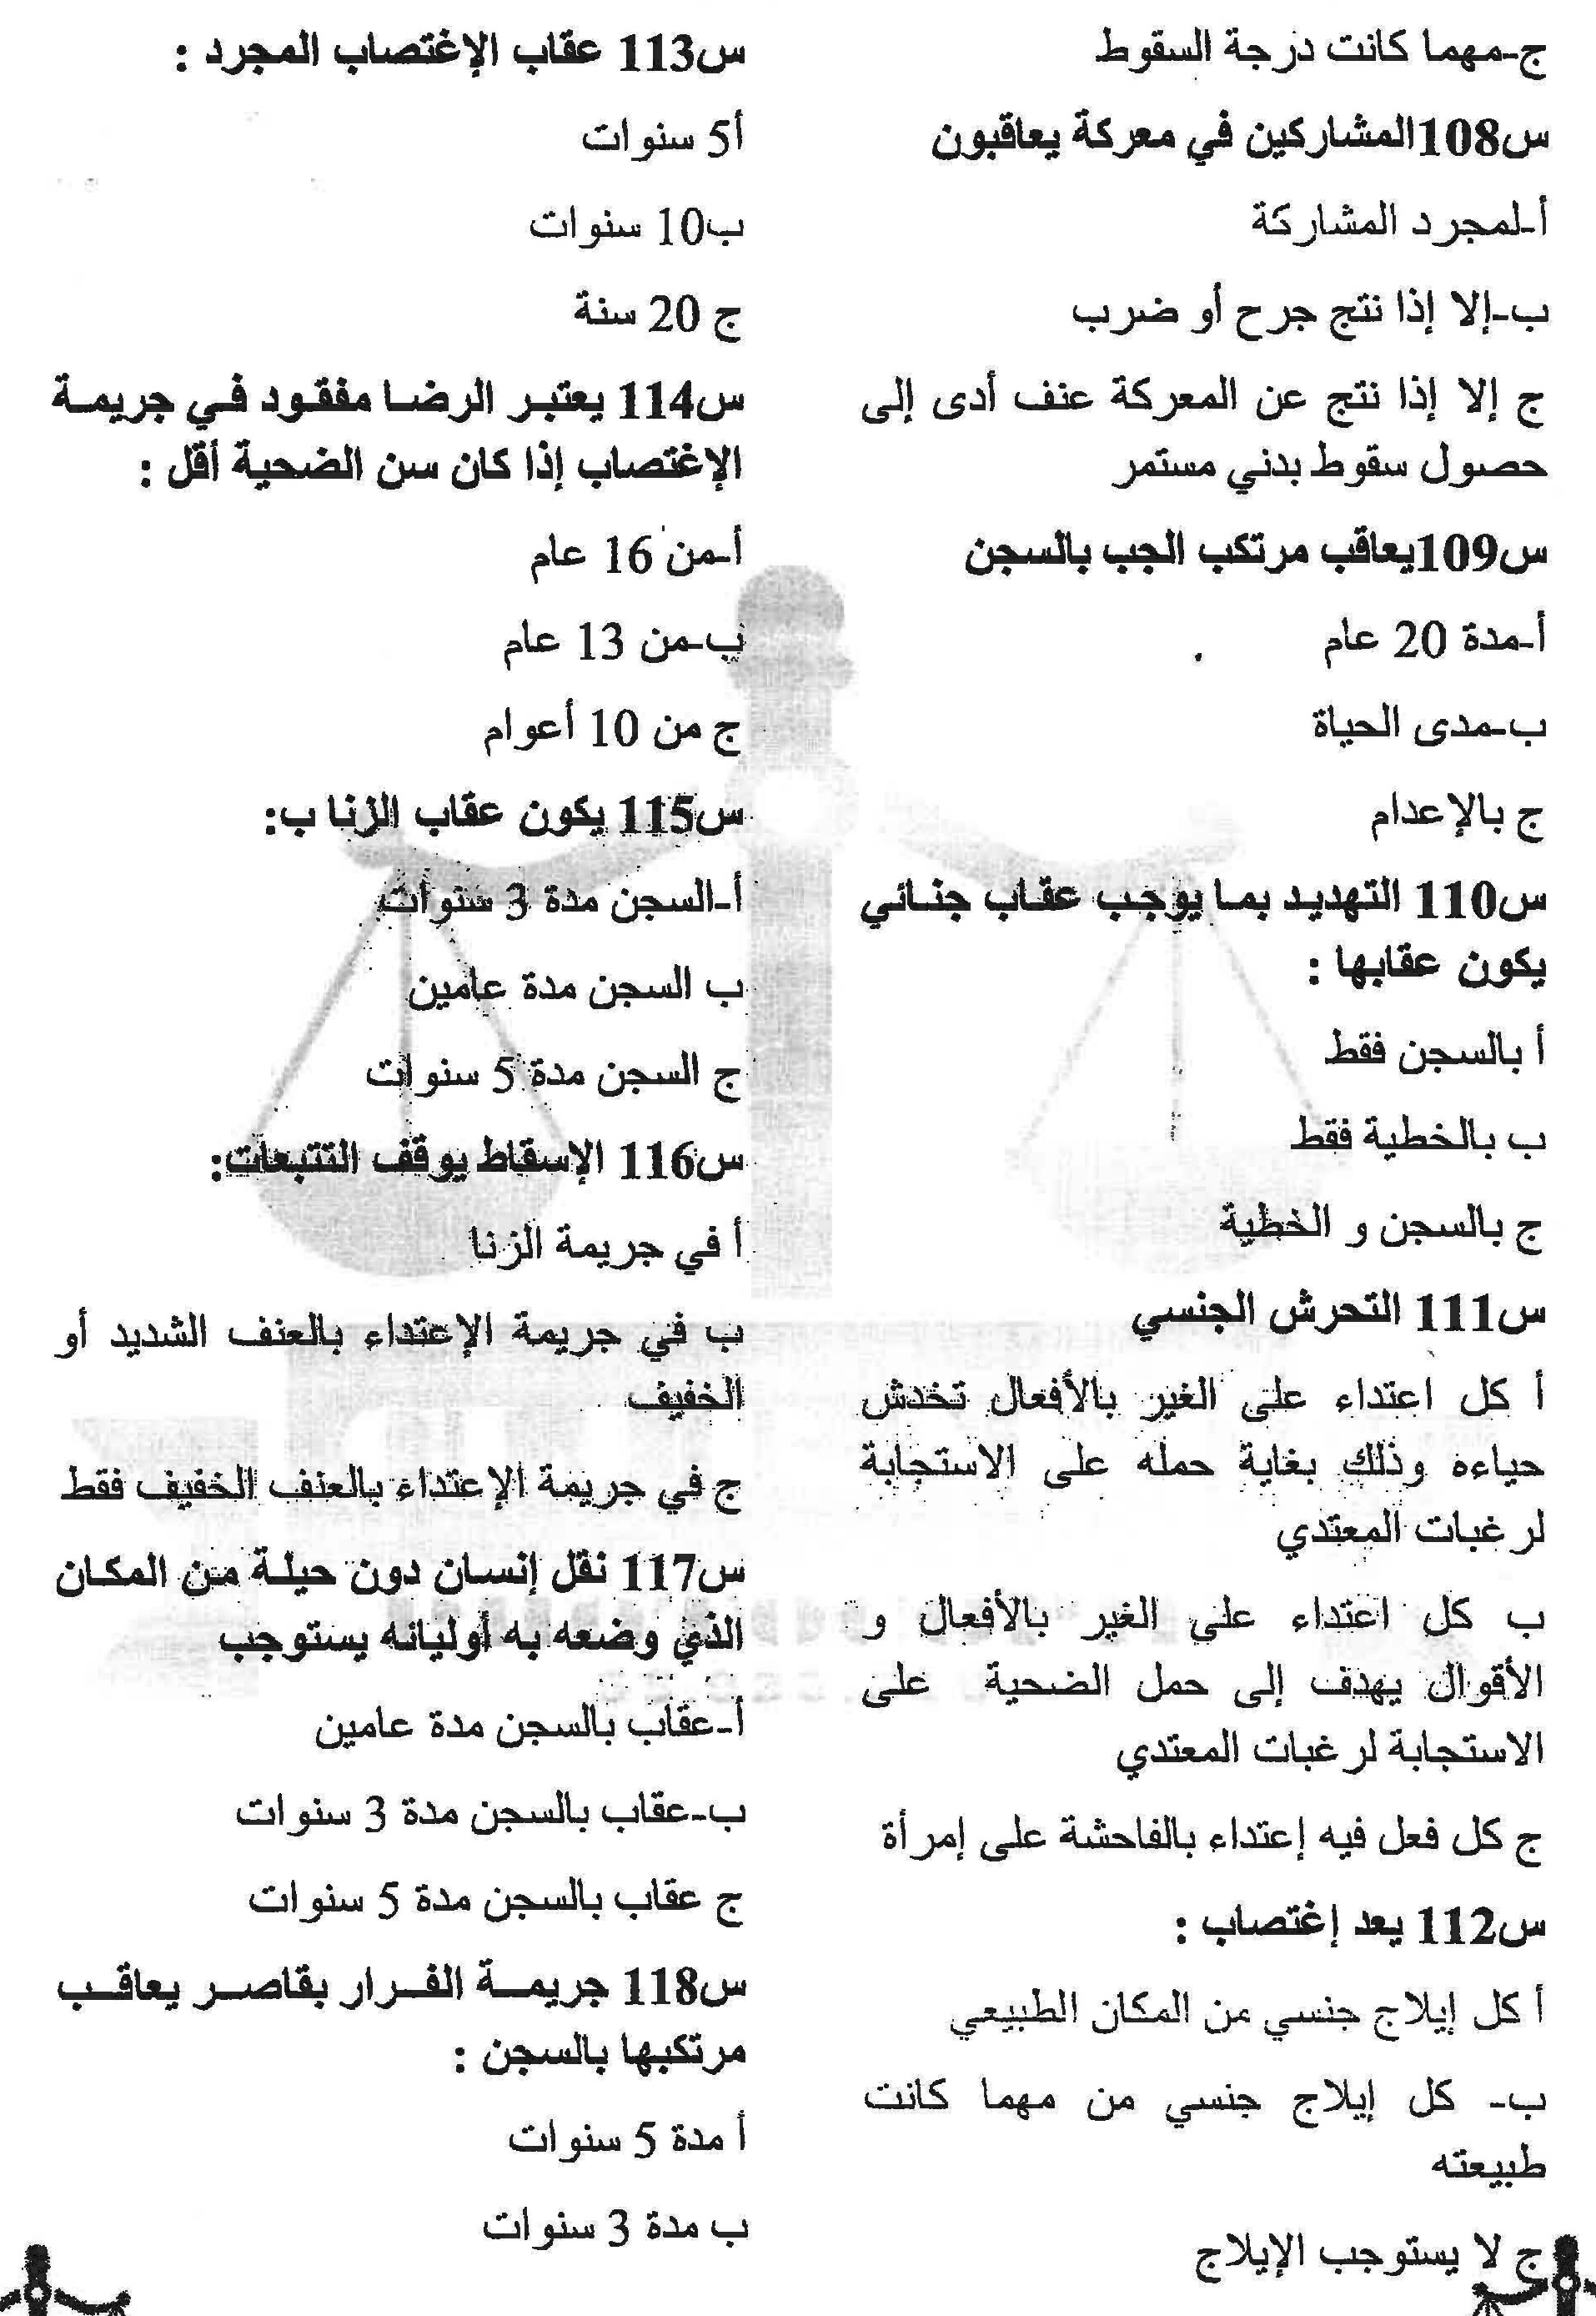 ج-مهما كانت درجة السقوط
س108المشاركين في معركة يعاقبون
أ-لمجرد المشاركة
ب-إلا إذا نتج جرح أو ضرب
ج إلا إذا نتج عن المعركة عنف أدى إلى
حصول سقوط بدني مستمر
س109يعاقب مرتكب الجب بالسجن
أ-مدة 20 عام
ب-مدى الحياة
ج بالإعدام
س110 التهديد بما يوجب عقاب جنائي
يكون عقابها :
أ بالسجن فقط
ب بالخطية فقط
ج بالسجن و الخطية
س111 التحرش الجنسي
أ كل اعتداء على الغير بالأفعال تخدش
حياءه وذلك بغاية حمله على الاستجابة
لرغبات المعتدي
ب كل اعتداء على الغير بالأفعال و
الأقوال يهدف إلى حمل الضحية على
الاستجابة لرغبات المعتدي
ج كل فعل فيه إعتداء بالفاحشة على إمرأة
س112 يعد إغتصاب :
أ كل إيلاج جنسي من المكان الطبيعي
ب- كل إيلاج جنسي من مهما كانت
طبيعته
ج لا يستوجب الإيلاج
س113 عقاب الإغتصاب المجرد :
أ5 سنوات
ب10 سنوات
ج 20 سنة
س114 يعتبر الرضا مفقود في جريمة
الإغتصاب إذا كان سن الضحية أقل :
أ-من 16 عام
ب-من 13 عام
ج من 10 أعوام
س115 يكون عقاب الزنا ب:
أ-السجن مدة 3 سنوات
ب السجن مدة عامين
ج السجن مدة 5 سنوات
س116 الإسقاط يوقف التتبعات:
أ في جريمة الزنا
ب في جريمة الإعتداء بالعنف الشديد أو
الخفيف
ج في جريمة الإعتداء بالعنف الخفيف فقط
س117 نقل إنسان دون حيلة من المكان
الذي وضعه به أوليانه يستوجب
أ-عقاب بالسجن مدة عامين
ب-عقاب بالسجن مدة 3 سنوات
ج عقاب بالسجن مدة 5 سنوات
س118 جريمة الفرار بقاصر يعاقب
مرتكبها بالسجن :
أ مدة 5 سنوات
ب مدة 3 سنوات